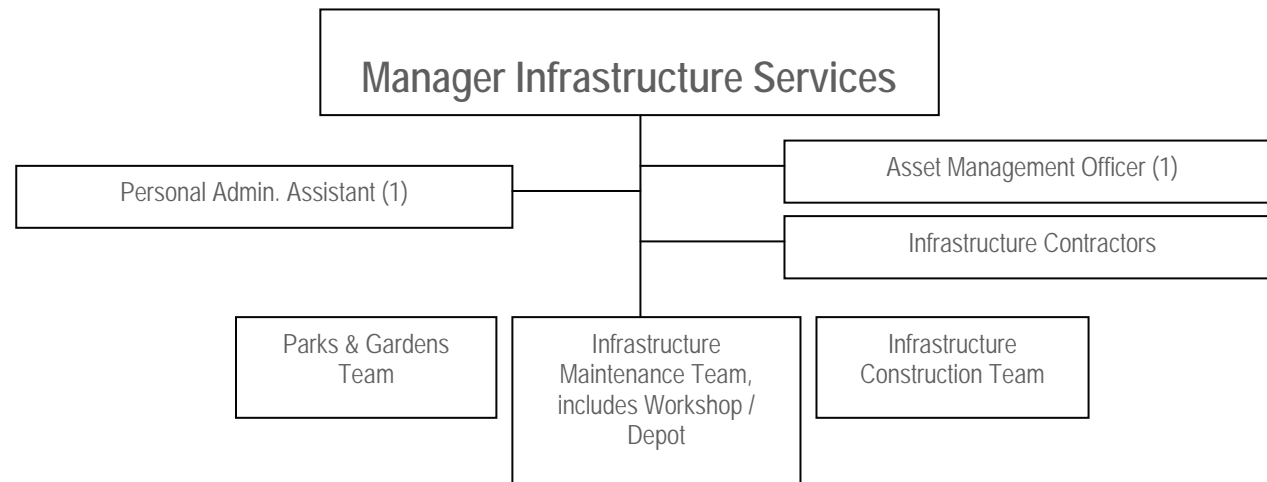 Manager Infrastructure Services
Asset Management Officer (1)
Personal Admin. Assistant (1)
Infrastructure Contractors
Parks & Gardens
Team
Infrastructure
Maintenance Team,
includes Workshop /
Depot
Infrastructure
Construction Team